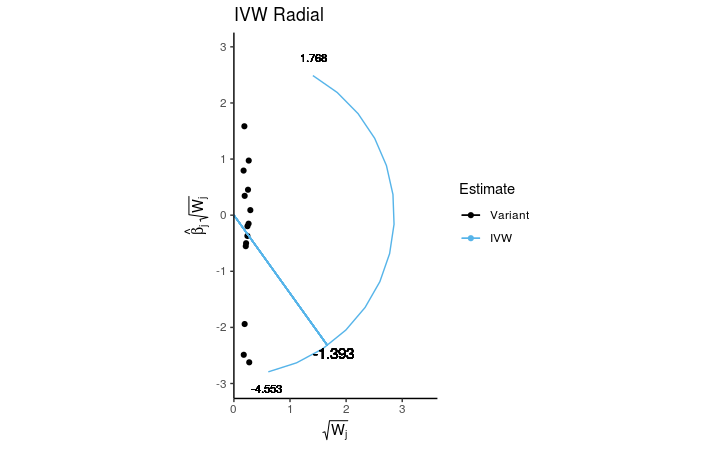 IVW Radial
3
2
1
0
-1
-2
-3
0
1
2
3
1.768
-1.393
-4.553
β̂j√Wj
√Wj
Estimate
Variant
IVW